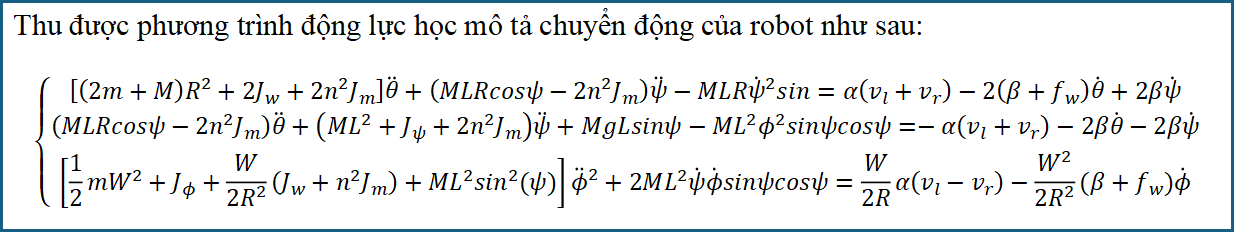 Thu được phương trình động lực học mô tả chuyển động của robot như sau:
[(2m + M)R² + 2J_w + 2n²J_m]θ̈ + (MLRcosψ − 2n²J_m)ψ̈ − MLRψ̇²sin = α(v_l + v_r) − 2(β + f_w)θ̇ + 2βψ̇
(MLRcosψ − 2n²J_m)θ̈ + (ML² + J_ψ + 2n²J_m)ψ̈ + MgLsinψ − ML²ϕ̇²sinψcosψ =− α(v_l + v_r) − 2βθ̇ − 2βψ̇
[1/2 mW² + J_ϕ + W/2R² (J_w + n²J_m) + ML²sin²(ψ)] ϕ̈² + 2ML²ψ̇ϕ̇sinψcosψ = W/2R α(v_l − v_r) − W²/2R² (β + f_w)ϕ̇